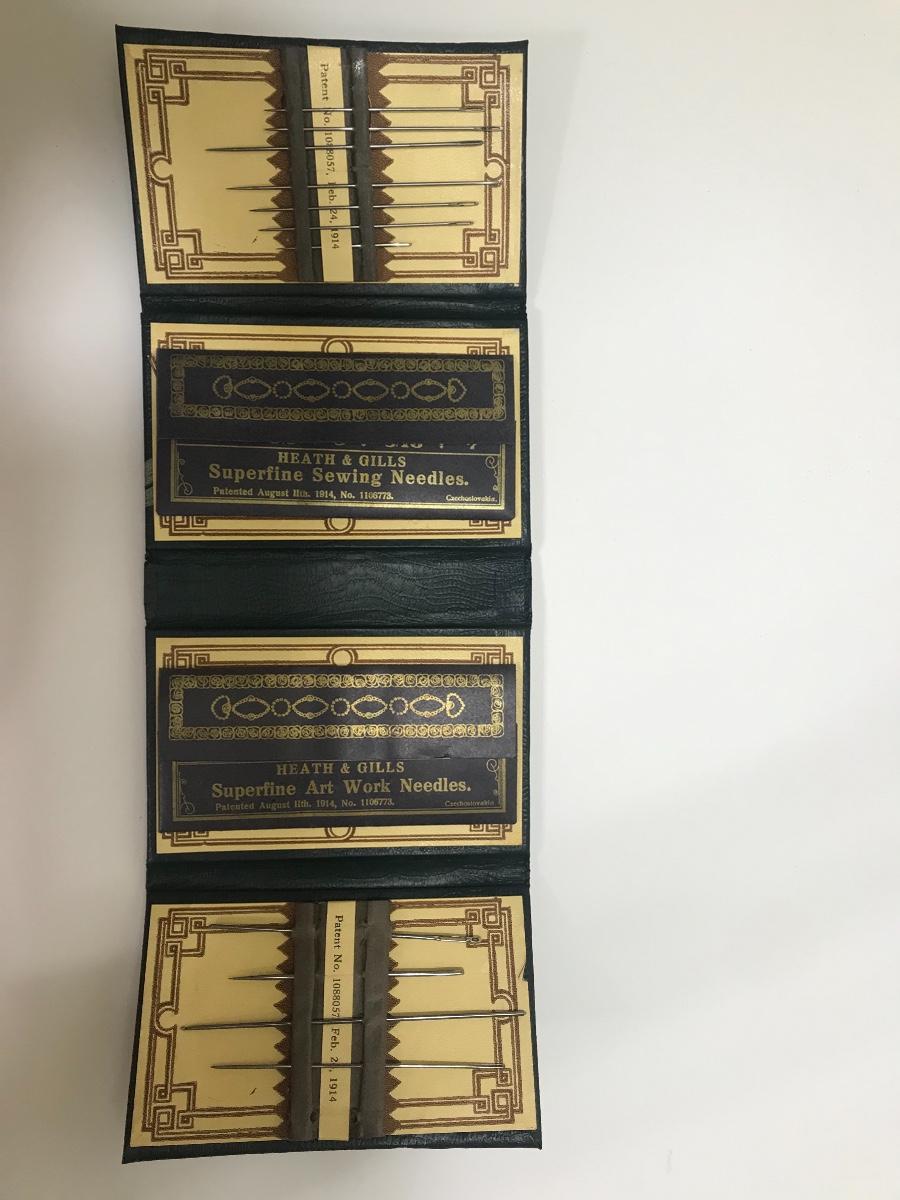 Patent No. 1088057, Feb. 24, 1914
HEATH & GILLS
Superfine Sewing Needles.
Patented August 11th. 1914, No. 1106773.
Czechoslovakia.
HEATH & GILLS
Superfine Art Work Needles.
Patented August 11th. 1914, No. 1106773.
Czechoslovakia.
Patent No. 1088057, Feb. 24, 1914